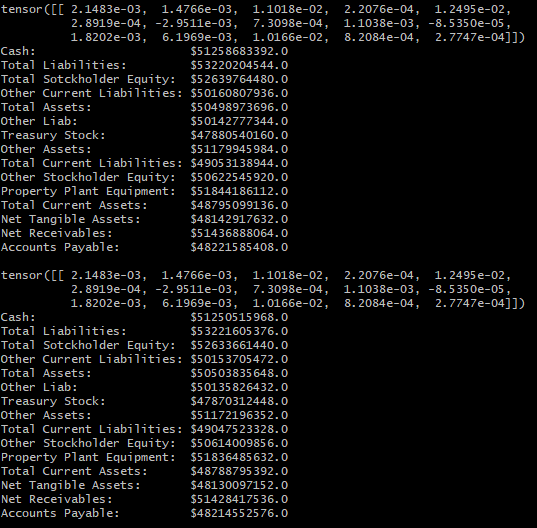 tensor([[ 2.1483e-03,  1.4766e-03,  1.1018e-02,  2.2076e-04,  1.2495e-02,
          2.8919e-04, -2.9511e-03,  7.3098e-04,  1.1038e-03, -8.5350e-05,
          1.8202e-03,  6.1969e-03,  1.0166e-02,  8.2084e-04,  2.7747e-04]])
Cash:                      $51258683392.0
Total Liabilities:         $53220204544.0
Total Sotckholder Equity:  $52639764480.0
Other Current Liabilities: $50160807936.0
Total Assets:              $50498973696.0
Other Liab:                $50142777344.0
Treasury Stock:            $47880540160.0
Other Assets:              $51179945984.0
Total Current Liabilities: $49053138944.0
Other Stockholder Equity:  $50622545920.0
Property Plant Equipment:  $51844186112.0
Total Current Assets:      $48795099136.0
Net Tangible Assets:       $48142917632.0
Net Receivables:           $51436888064.0
Accounts Payable:          $48221585408.0

tensor([[ 2.1483e-03,  1.4766e-03,  1.1018e-02,  2.2076e-04,  1.2495e-02,
          2.8919e-04, -2.9511e-03,  7.3098e-04,  1.1038e-03, -8.5350e-05,
          1.8202e-03,  6.1969e-03,  1.0166e-02,  8.2084e-04,  2.7747e-04]])
Cash:                      $51250515968.0
Total Liabilities:         $53221605376.0
Total Sotckholder Equity:  $52633661440.0
Other Current Liabilities: $50153705472.0
Total Assets:              $50503835648.0
Other Liab:                $50135826432.0
Treasury Stock:            $47870312448.0
Other Assets:              $51172196352.0
Total Current Liabilities: $49047523328.0
Other Stockholder Equity:  $50614009856.0
Property Plant Equipment:  $51836485632.0
Total Current Assets:      $48788795392.0
Net Tangible Assets:       $48130097152.0
Net Receivables:           $51428417536.0
Accounts Payable:          $48214552576.0